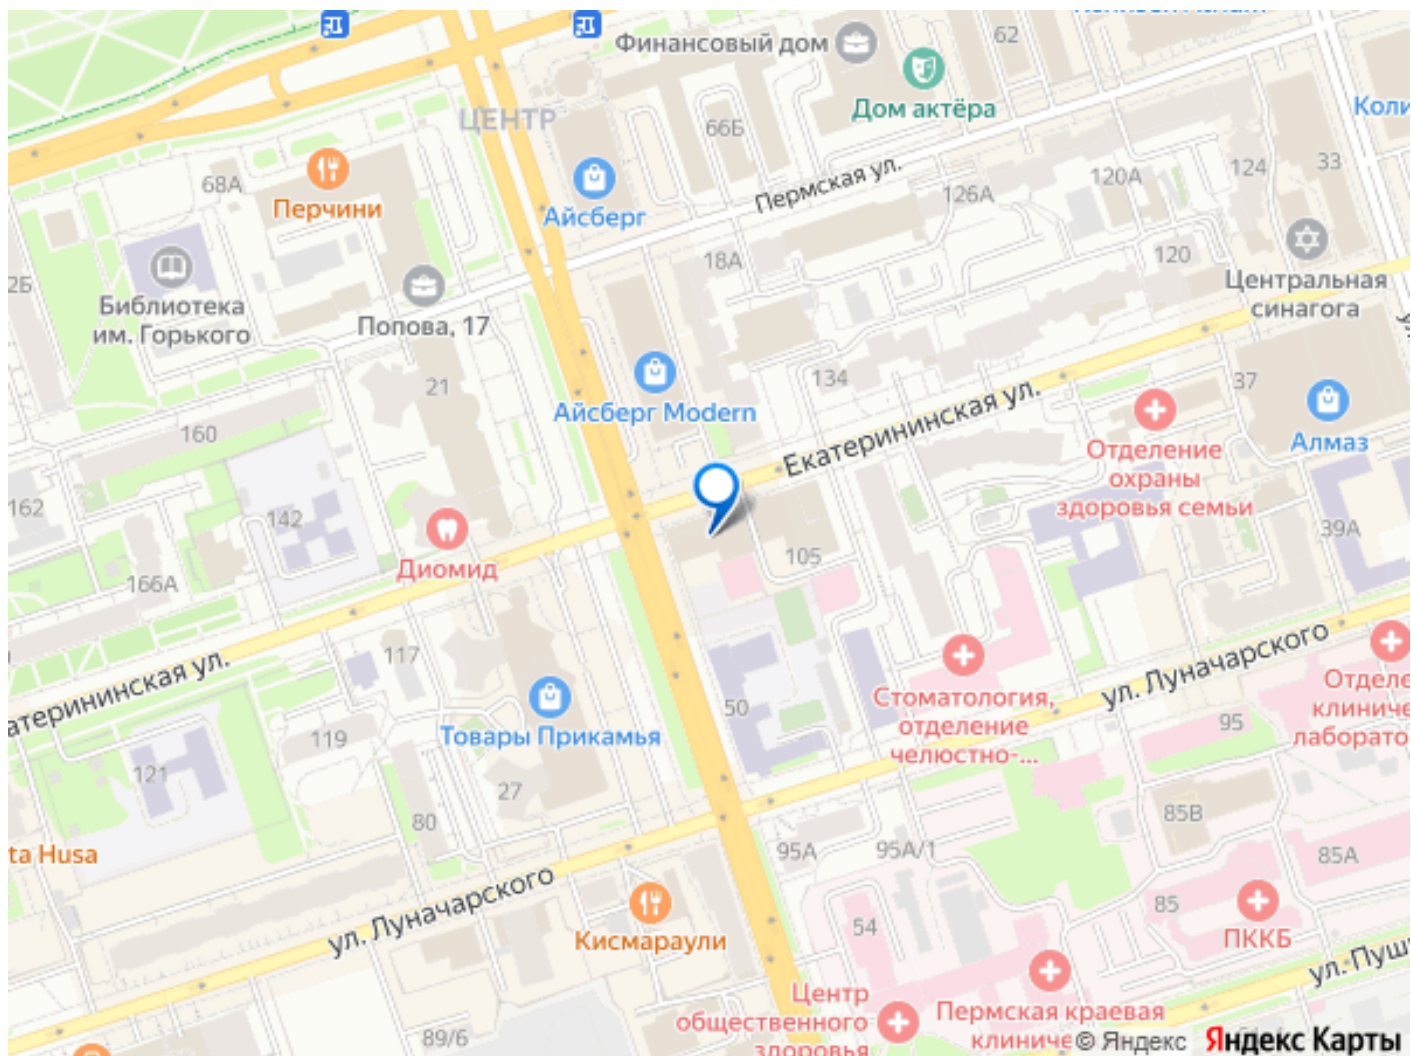 Финансовый дом
62
Дом актёра
Коли
ЦЕНТР
66Б
68А
Перчини
Айсберг
Пермская ул.
126А
120А
124
33
18А
120
Центральная
синагога
2Б
Библиотека
им. Горького
Попова, 17
21
Айсберг Modern
134
37
Алмаз
Екатерининская ул.
Отделение
охраны
здоровья семьи
160
162
142
39А
Диомид
105
166А
117
атерининская ул.
ул. Луначарского
Стоматология,
отделение
челюстно-...
Отделе
клиниче
лаборато
50
95
Товары Прикамья
119
121
27
80
85В
ta Husa
95А
95А/1
85А
ул. Луначарского
Кисмараули
54
85
ПККБ
ул. Пуш
Центр
общественного
здоровья
Пермская краевая
клиниче
89/6
© Яндекс
Яндекс Карты